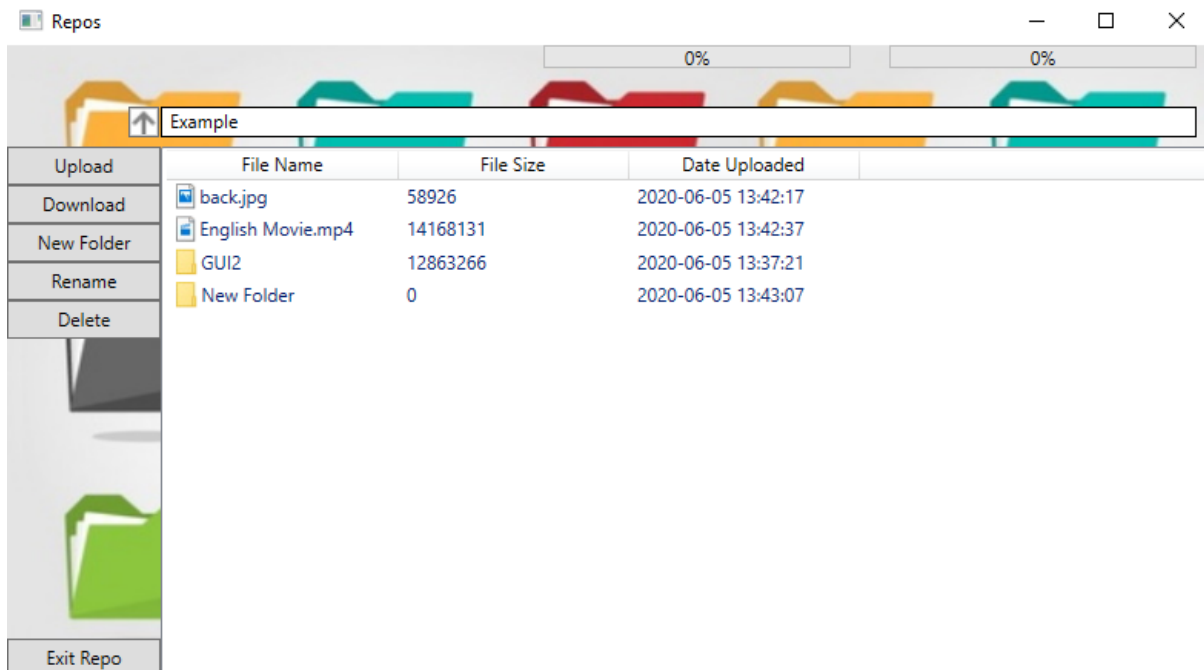 Repos
0% 0%
Example
Upload
Download
New Folder
Rename
Delete
Exit Repo
File Name File Size Date Uploaded
back.jpg 58926 2020-06-05 13:42:17
English Movie.mp4 14168131 2020-06-05 13:42:37
GUI2 12863266 2020-06-05 13:37:21
New Folder 0 2020-06-05 13:43:07